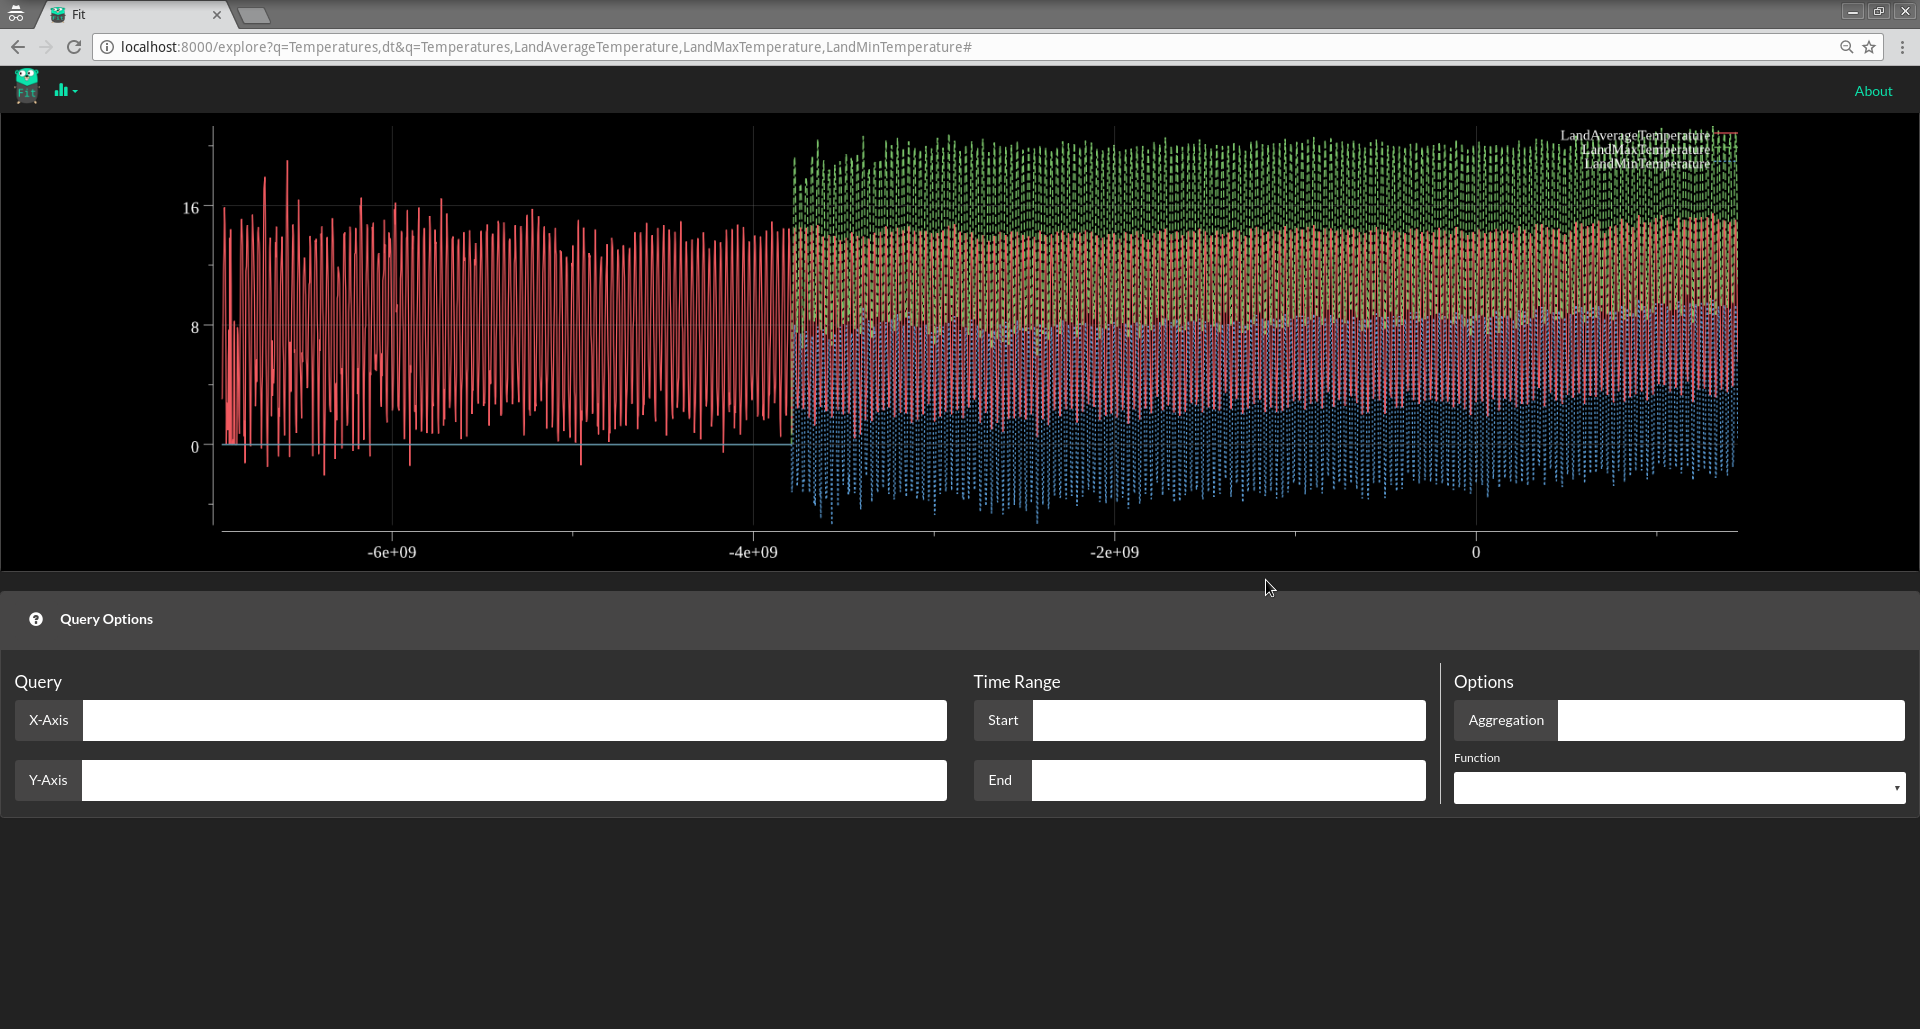 Fit
localhost:8000/explore?q=Temperatures,dt&q=Temperatures,LandAverageTemperature,LandMaxTemperature,LandMinTemperature#
Fit
About
LandAverageTemperature
LandMaxTemperature
LandMinTemperature
16
8
0
-6e+09 -4e+09 -2e+09 0
Query Options
Query Time Range Options
X-Axis Start Aggregation
Function
Y-Axis End